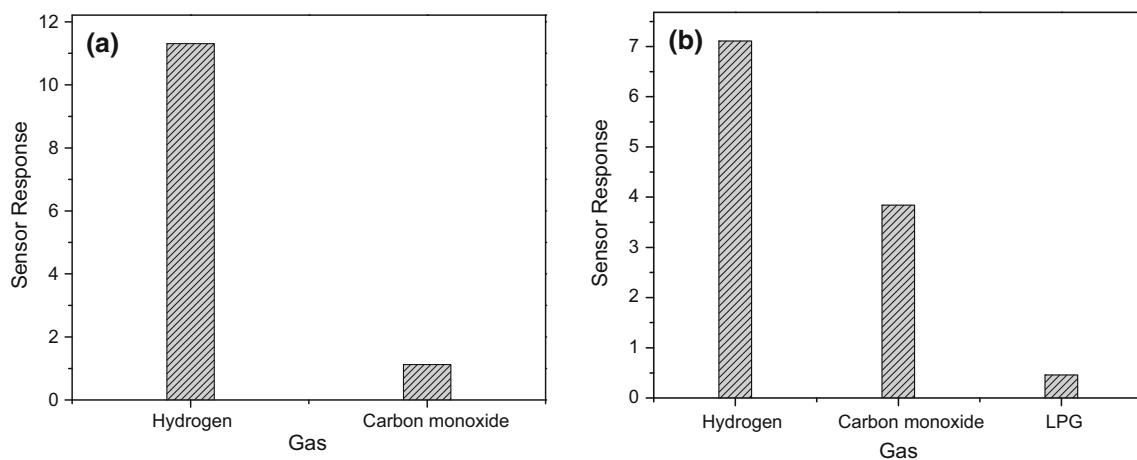 (a)
12
10
8
6
4
2
0
Sensor Response
Hydrogen
Carbon monoxide
Gas
(b)
7
6
5
4
3
2
1
0
Sensor Response
Hydrogen
Carbon monoxide
LPG
Gas